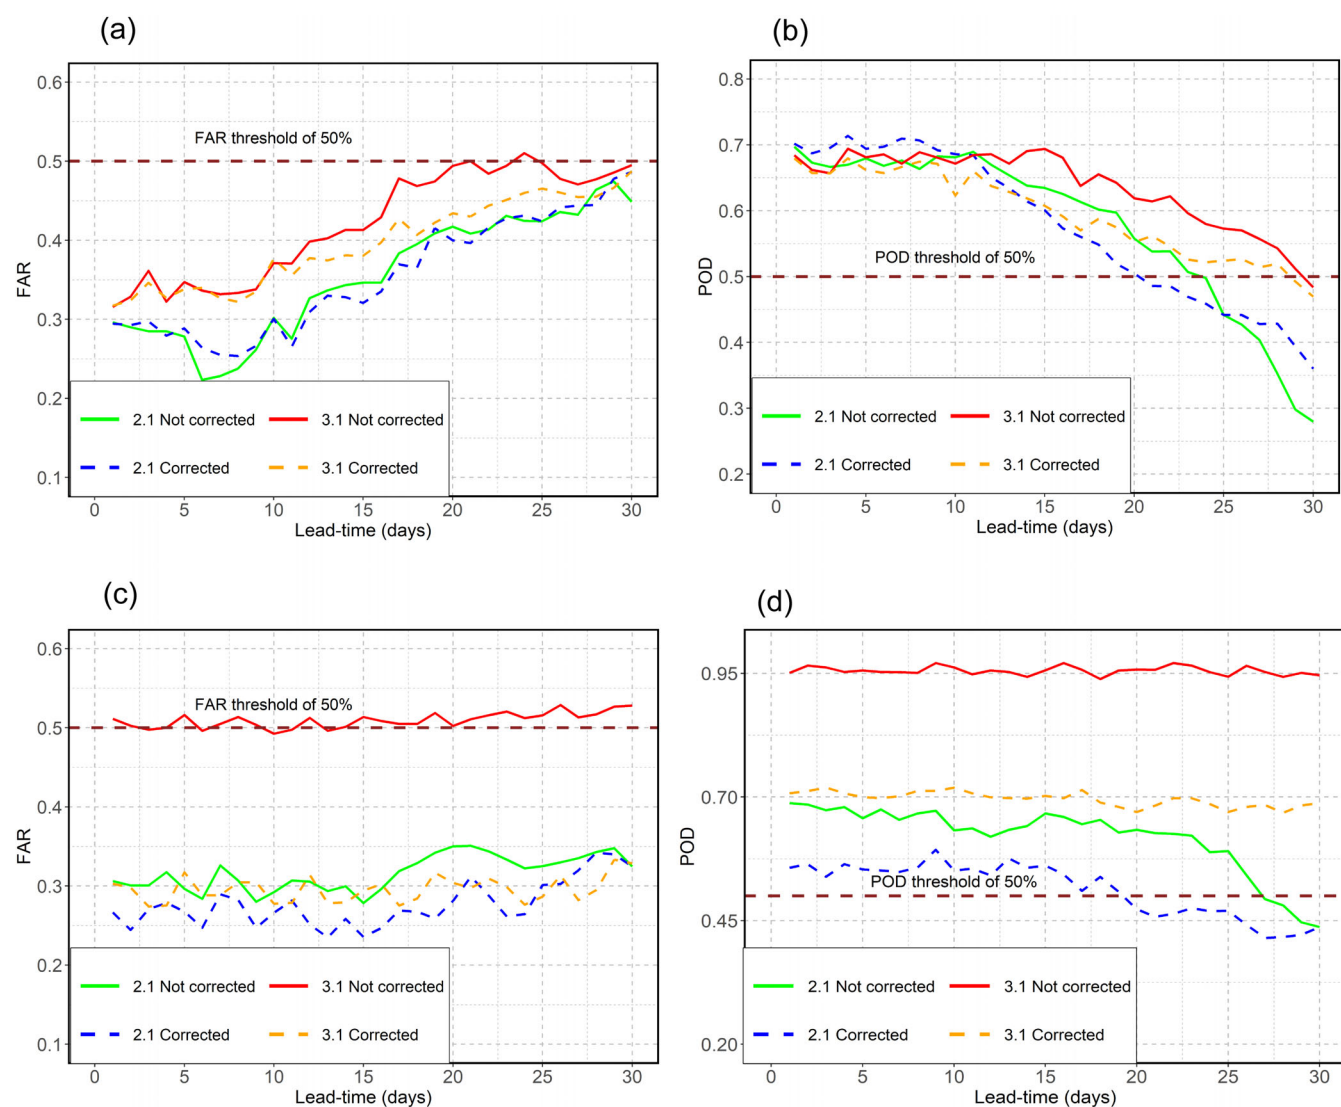 (a)
0.6
0.5
0.4
0.3
0.2
0.1
FAR
FAR threshold of 50%
2.1 Not corrected
3.1 Not corrected
2.1 Corrected
3.1 Corrected
0 5 10 15 20 25 30
Lead-time (days)
(b)
0.8
0.7
0.6
0.5
0.4
0.3
0.2
POD
POD threshold of 50%
2.1 Not corrected
3.1 Not corrected
2.1 Corrected
3.1 Corrected
0 5 10 15 20 25 30
Lead-time (days)
(c)
0.6
0.5
0.4
0.3
0.2
0.1
FAR
FAR threshold of 50%
2.1 Not corrected
3.1 Not corrected
2.1 Corrected
3.1 Corrected
0 5 10 15 20 25 30
Lead-time (days)
(d)
0.95
0.70
0.45
0.20
POD
POD threshold of 50%
2.1 Not corrected
3.1 Not corrected
2.1 Corrected
3.1 Corrected
0 5 10 15 20 25 30
Lead-time (days)